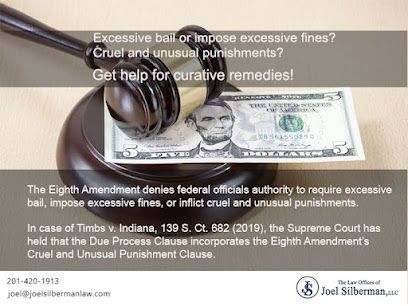 Excessive bail or impose excessive fines?
Cruel and unusual punishments?
Get help for curative remedies!
FIVE DOLLARS
The Eighth Amendment denies federal officials authority to require excessive
bail, impose excessive fines, or inflict cruel and unusual punishments.
In case of Timbs v. Indiana, 139 S. Ct. 682 (2019), the Supreme Court has
held that the Due Process Clause incorporates the Eighth Amendment's
Cruel and Unusual Punishment Clause.
201-420-1913
joel@joelsilbermanlaw.com
The Law Offices of
Joel Silberman, LLC